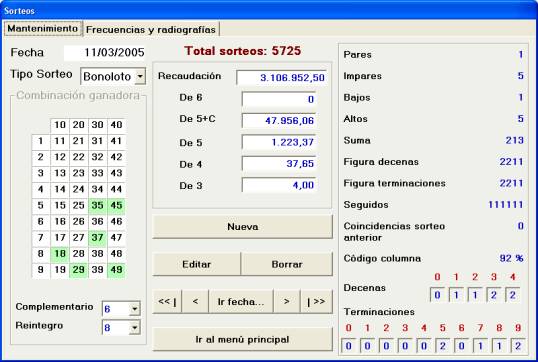 Sorteos
Mantenimiento Frecuencias y radiografías
Fecha 11/03/2005
Tipo Sorteo Bonoloto
Combinación ganadora
10 20 30 40
1 11 21 31 41
2 12 22 32 42
3 13 23 33 43
4 14 24 34 44
5 15 25 35 45
6 16 26 36 46
7 17 27 37 47
8 18 28 38 48
9 19 29 39 49
Complementario 6
Reintegro 8
Total sorteos: 5725
Recaudación 3.106.952,50
De 6 0
De 5+C 47.956,06
De 5 1.223,37
De 4 37,65
De 3 4,00
Nueva
Editar Borrar
<<| < Ir fecha... > |>>
Ir al menú principal
Pares 1
Impares 5
Bajos 1
Altos 5
Suma 213
Figura decenas 2211
Figura terminaciones 2211
Seguidos 111111
Coincidencias sorteo 0
anterior
Código columna 92 %
0 1 2 3 4
Decenas 0 1 1 2 2
Terminaciones
0 1 2 3 4 5 6 7 8 9
0 0 0 0 0 2 0 1 1 2